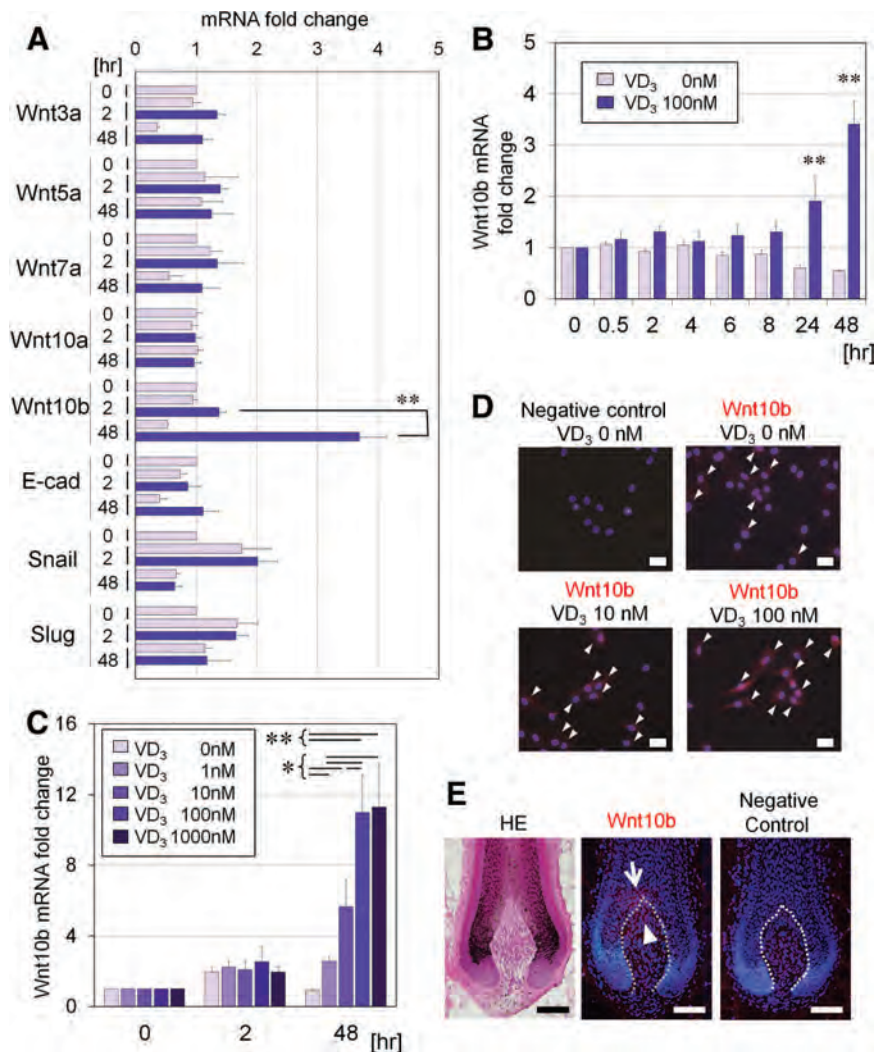 A
mRNA fold change
0 1 2 3 4 5
[hr]
Wnt3a
0
2
48
Wnt5a
0
2
48
Wnt7a
0
2
48
Wnt10a
0
2
48
Wnt10b
0
2
48
**
E-cad
0
2
48
Snail
0
2
48
Slug
0
2
48
B
Wnt10b mRNA
fold change
6
5
4
3
2
1
0
VD3 0nM
VD3 100nM
**
**
0 0.5 2 4 6 8 24 48
[hr]
C
Wnt10b mRNA fold change
16
12
8
4
0
VD3 0nM
VD3 1nM
VD3 10nM
VD3 100nM
VD3 1000nM
**{
*{
0 2 48 [hr]
D
Negative control
VD3 0 nM
Wnt10b
VD3 0 nM
Wnt10b
VD3 10 nM
Wnt10b
VD3 100 nM
E
HE
Wnt10b
Negative
Control